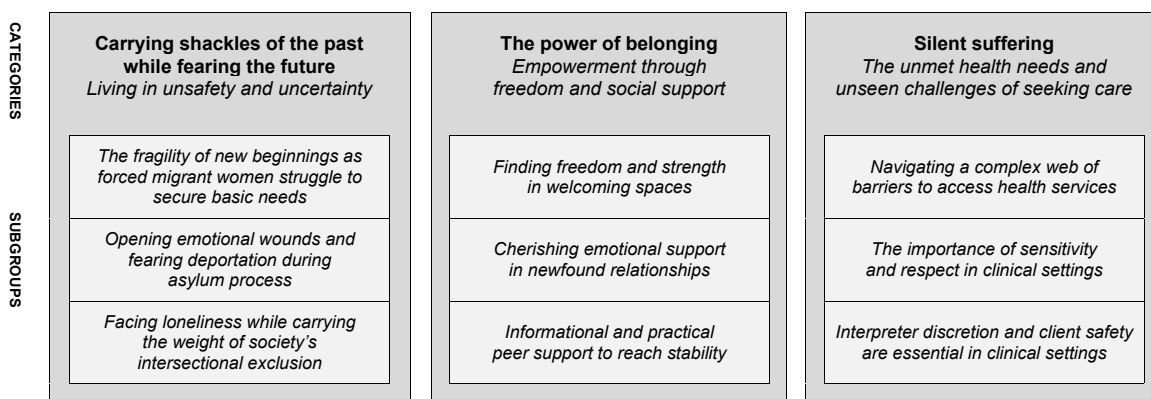 CATEGORIES
Carrying shackles of the past
while fearing the future
Living in unsafety and uncertainty
The power of belonging
Empowerment through
freedom and social support
Silent suffering
The unmet health needs and
unseen challenges of seeking care
SUBGROUPS
The fragility of new beginnings as
forced migrant women struggle to
secure basic needs
Opening emotional wounds and
fearing deportation during
asylum process
Facing loneliness while carrying
the weight of society’s
intersectional exclusion
Finding freedom and strength
in welcoming spaces
Cherishing emotional support
in newfound relationships
Informational and practical
peer support to reach stability
Navigating a complex web of
barriers to access health services
The importance of sensitivity
and respect in clinical settings
Interpreter discretion and client safety
are essential in clinical settings